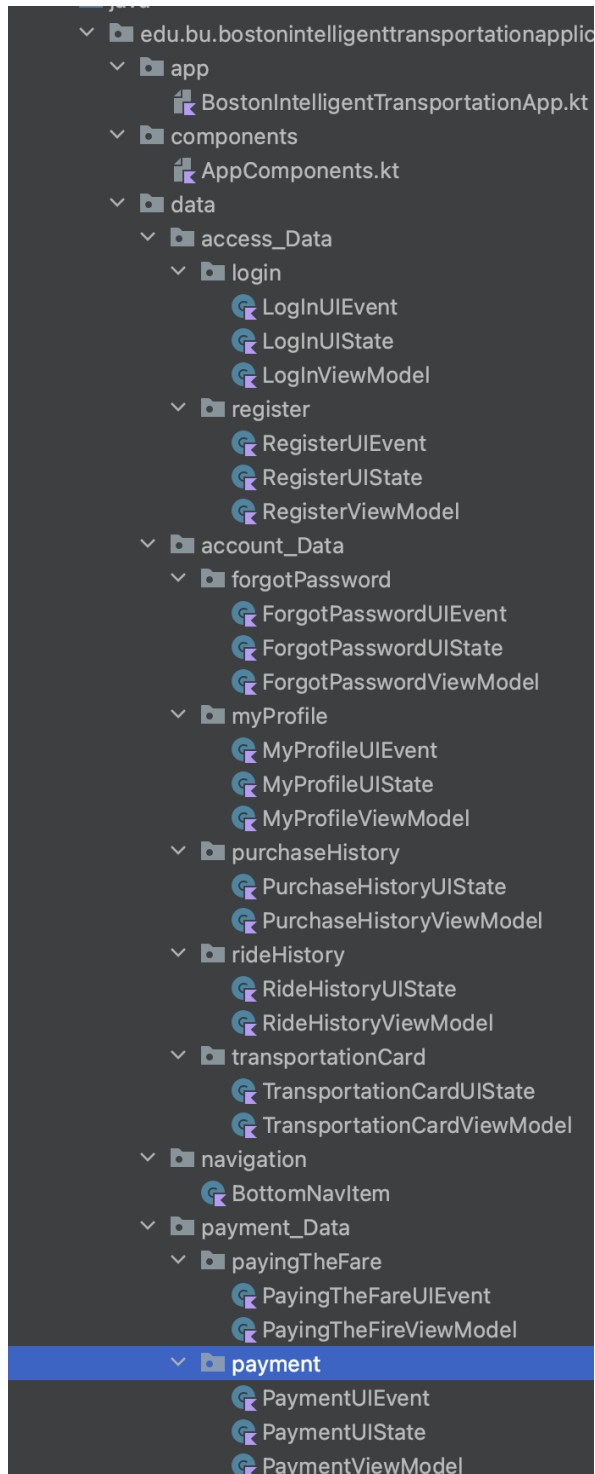 java
edu.bu.bostonintelligenttransportationapplic
app
BostonIntelligentTransportationApp.kt
components
AppComponents.kt
data
access_Data
login
LogInUIEvent
LogInUIState
LogInViewModel
register
RegisterUIEvent
RegisterUIState
RegisterViewModel
account_Data
forgotPassword
ForgotPasswordUIEvent
ForgotPasswordUIState
ForgotPasswordViewModel
myProfile
MyProfileUIEvent
MyProfileUIState
MyProfileViewModel
purchaseHistory
PurchaseHistoryUIState
PurchaseHistoryViewModel
rideHistory
RideHistoryUIState
RideHistoryViewModel
transportationCard
TransportationCardUIState
TransportationCardViewModel
navigation
BottomNavItem
payment_Data
payingTheFare
PayingTheFareUIEvent
PayingTheFireViewModel
payment
PaymentUIEvent
PaymentUIState
PaymentViewModel